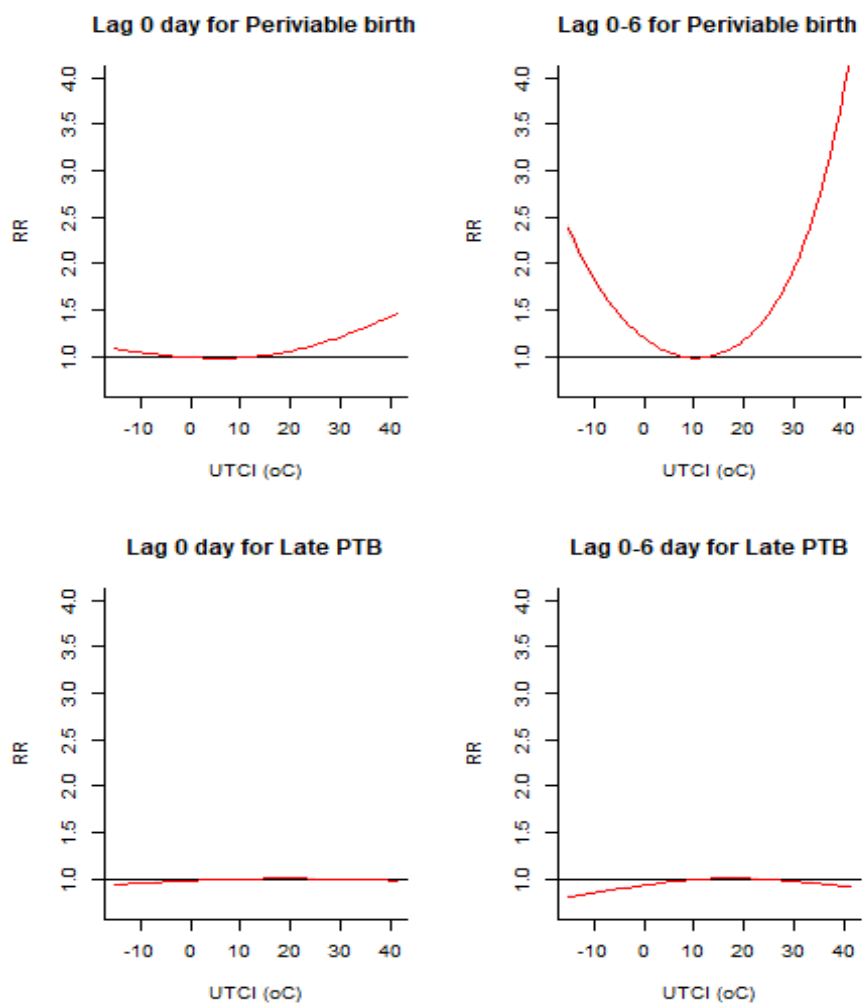 Lag 0 day for Periviable birth
RR
4.0
3.5
3.0
2.5
2.0
1.5
1.0
-10 0 10 20 30 40
UTCI (oC)
Lag 0-6 for Periviable birth
RR
4.0
3.5
3.0
2.5
2.0
1.5
1.0
-10 0 10 20 30 40
UTCI (oC)
Lag 0 day for Late PTB
RR
4.0
3.5
3.0
2.5
2.0
1.5
1.0
-10 0 10 20 30 40
UTCI (oC)
Lag 0-6 day for Late PTB
RR
4.0
3.5
3.0
2.5
2.0
1.5
1.0
-10 0 10 20 30 40
UTCI (oC)